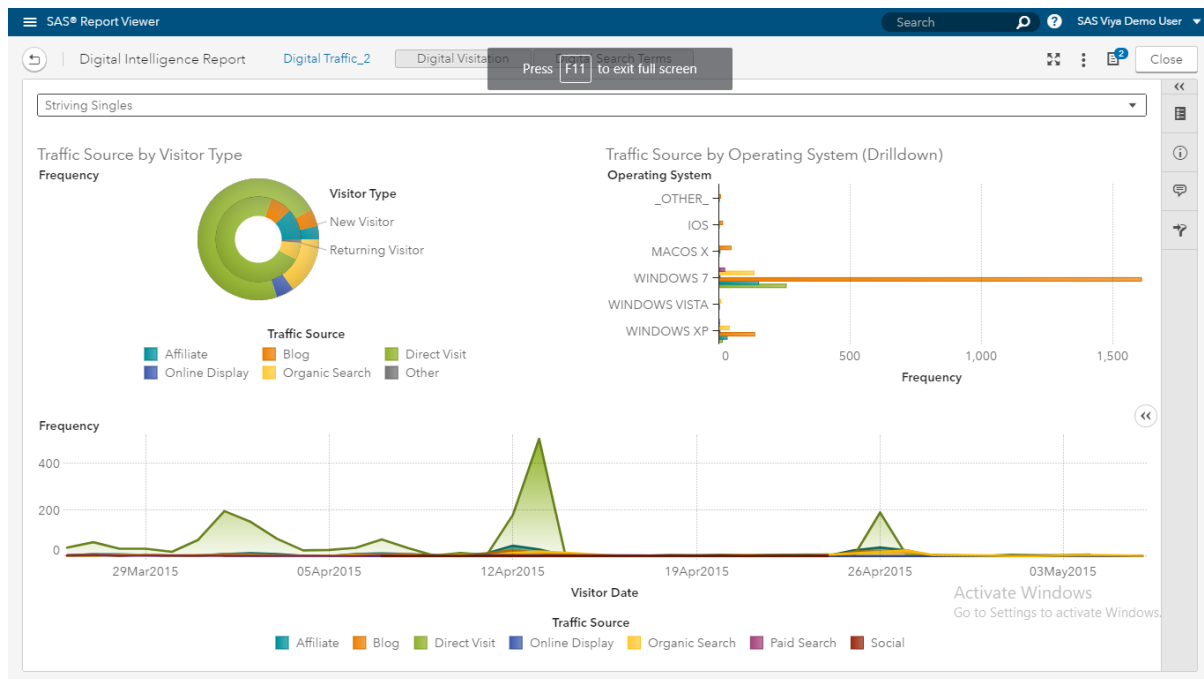 SAS® Report Viewer
Search
SAS Viya Demo User
Digital Intelligence Report
Digital Traffic_2
Digital Visitation
Digital Search Terms
Press F11 to exit full screen
2
Close
Striving Singles
Traffic Source by Visitor Type
Frequency
Visitor Type
New Visitor
Returning Visitor
Traffic Source
Affiliate Blog Direct Visit
Online Display Organic Search Other
Traffic Source by Operating System (Drilldown)
Operating System
_OTHER_
IOS
MACOS X
WINDOWS 7
WINDOWS VISTA
WINDOWS XP
0 500 1,000 1,500
Frequency
Frequency
400
200
0
29Mar2015 05Apr2015 12Apr2015 19Apr2015 26Apr2015 03May2015
Visitor Date
Activate Windows
Go to Settings to activate Windows.
Traffic Source
Affiliate Blog Direct Visit Online Display Organic Search Paid Search Social